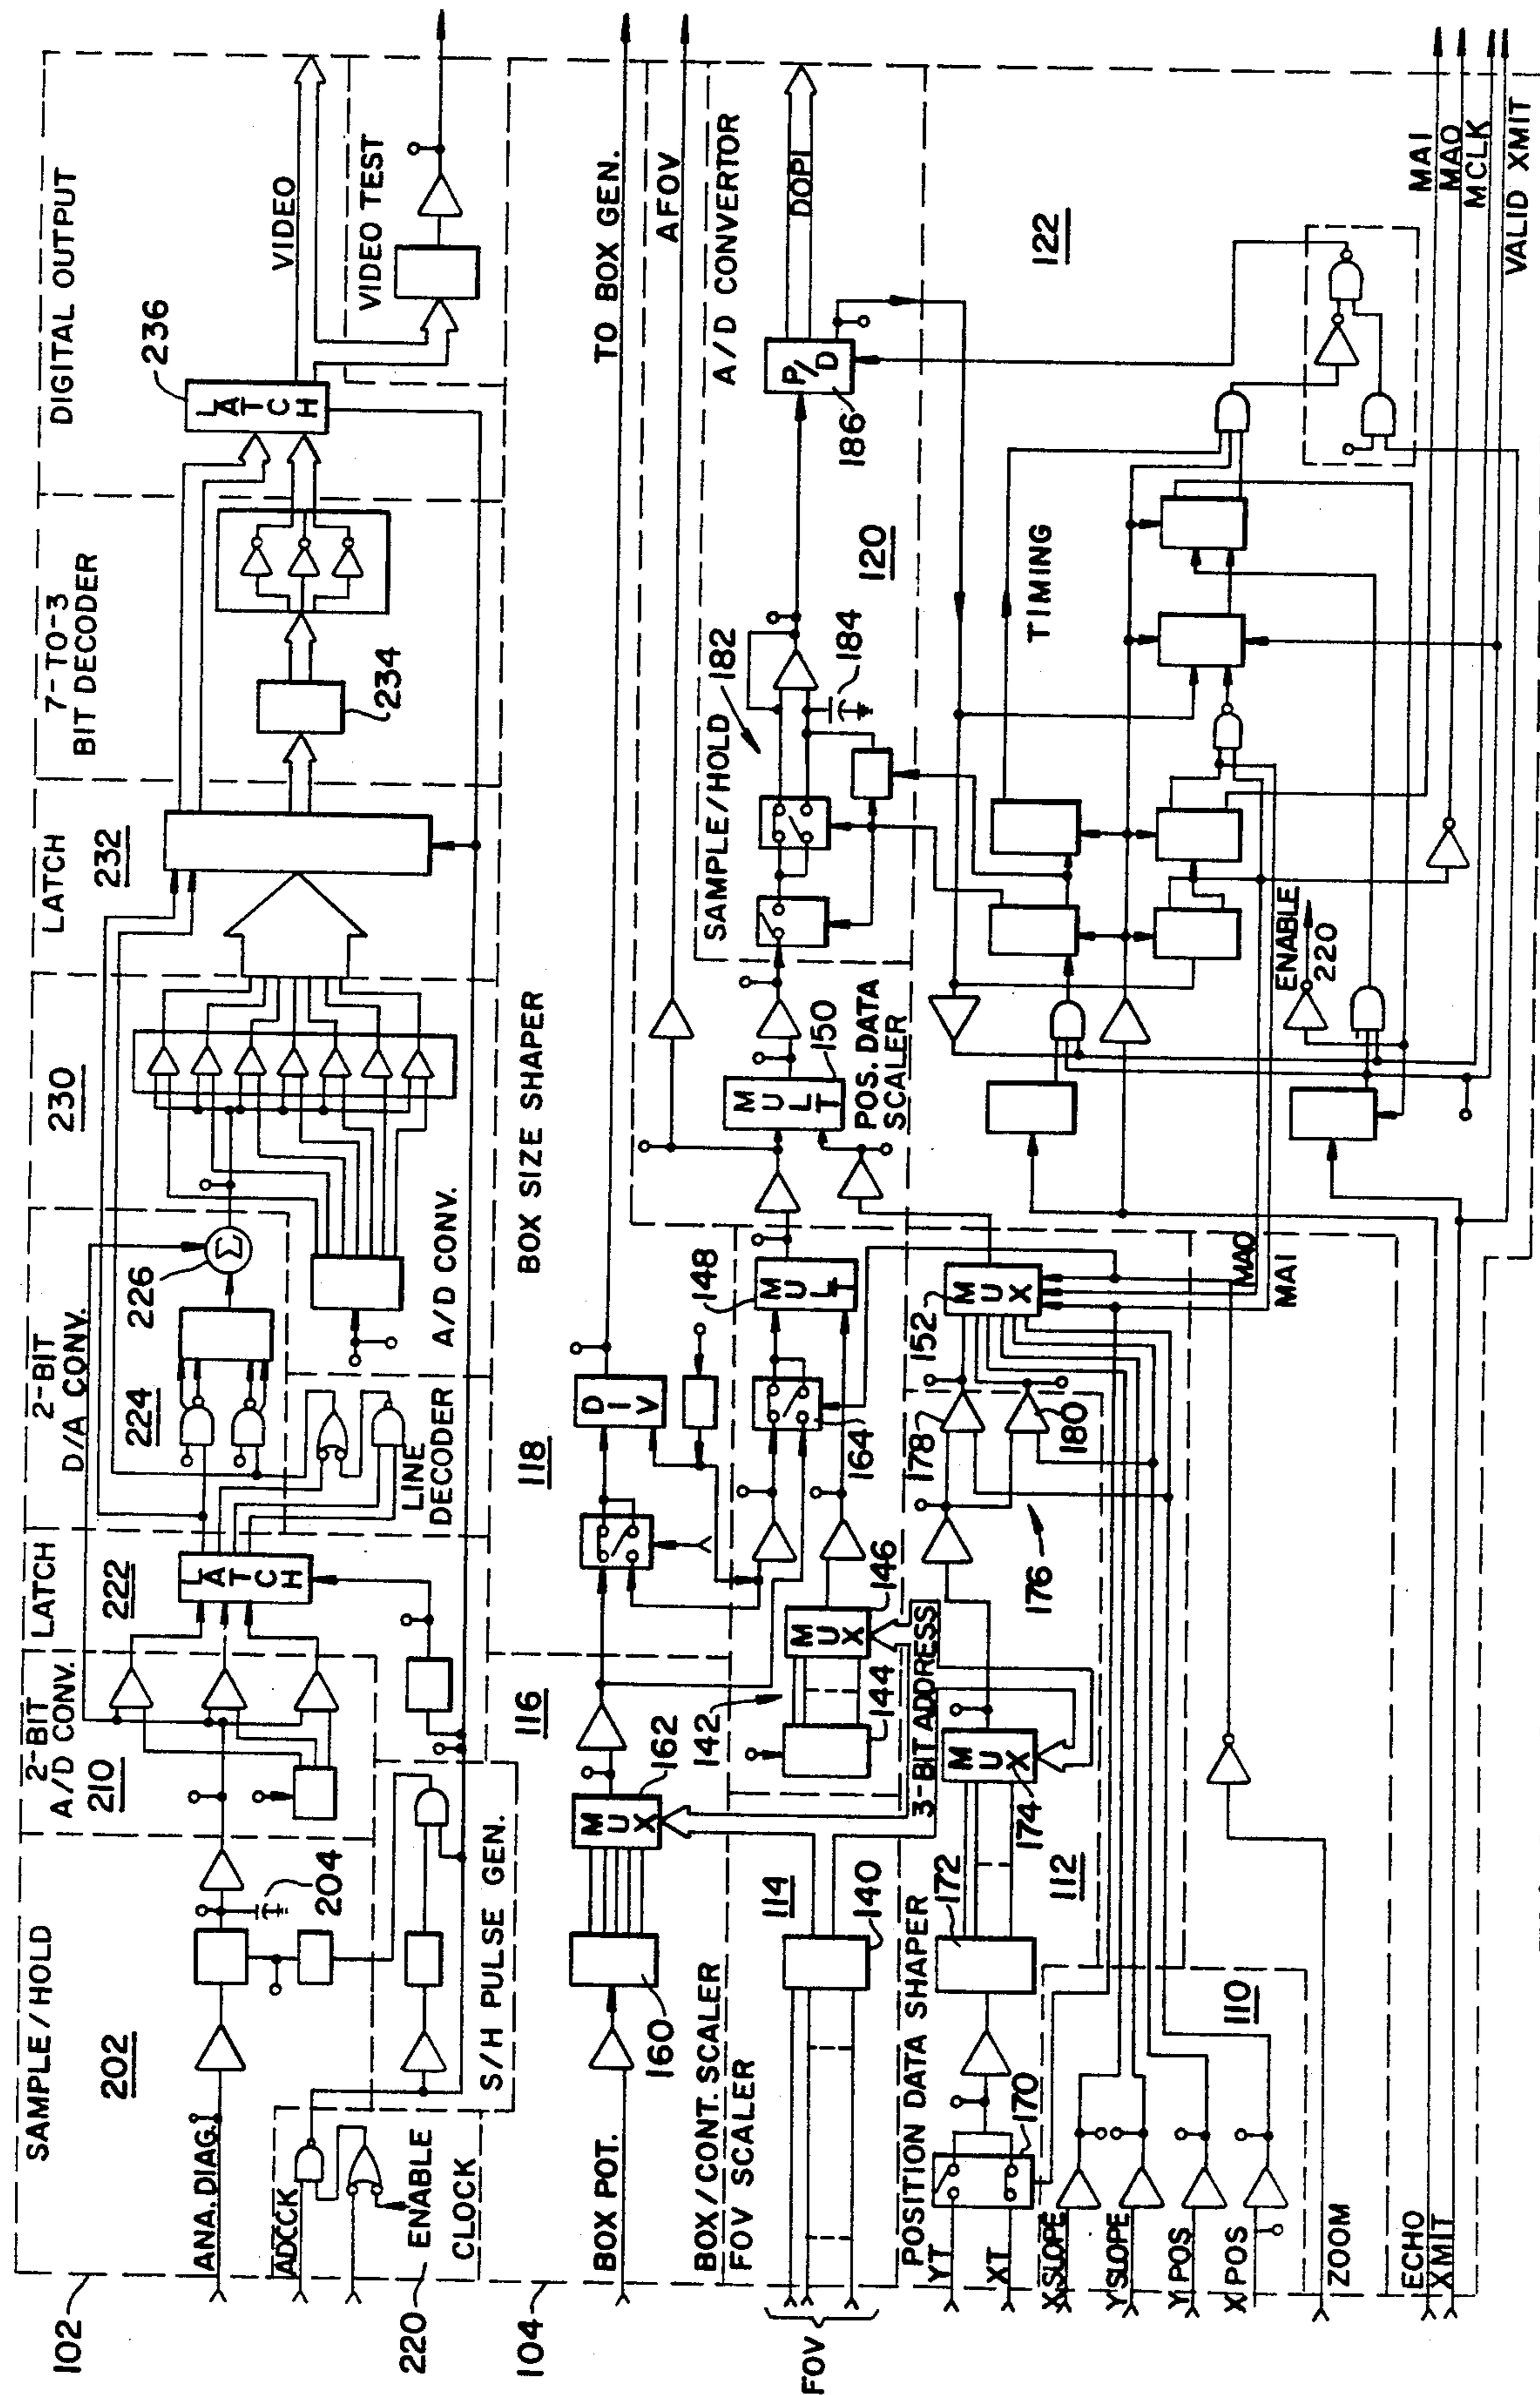 102
SAMPLE/HOLD
202
ANA. DIAG.
ADCCK
220
ENABLE
CLOCK
204
S/H PULSE GEN.
2-BIT
A/D CONV.
210
LATCH
222
LATCH
2-BIT
D/A CONV.
224
226
Σ
LINE
DECODER
A/D CONV.
230
LATCH
232
7-TO-3
BIT DECODER
234
DIGITAL OUTPUT
236
LATCH
VIDEO
VIDEO TEST
104
BOX POT.
160
MUX
162
116
118
BOX SIZE SHAPER
DIV
TO BOX GEN.
AFOV
BOX/CONT. SCALER
FOV SCALER
FOV
114
140
142
144
MUX
146
3-BIT ADDRESS
164
MULT
148
MULT
150
POS. DATA
SCALER
SAMPLE/HOLD
182
184
120
A/D CONVERTOR
P/D
186
DOPI
POSITION DATA SHAPER
YT
XT
170
172
112
MUX
174
176
178
180
MUX
152
X SLOPE
Y SLOPE
Y POS
X POS
110
ZOOM
ECHO
XMIT
MAO
MAI
TIMING
122
ENABLE
220
MAI
MAO
MCLK
VALID XMIT